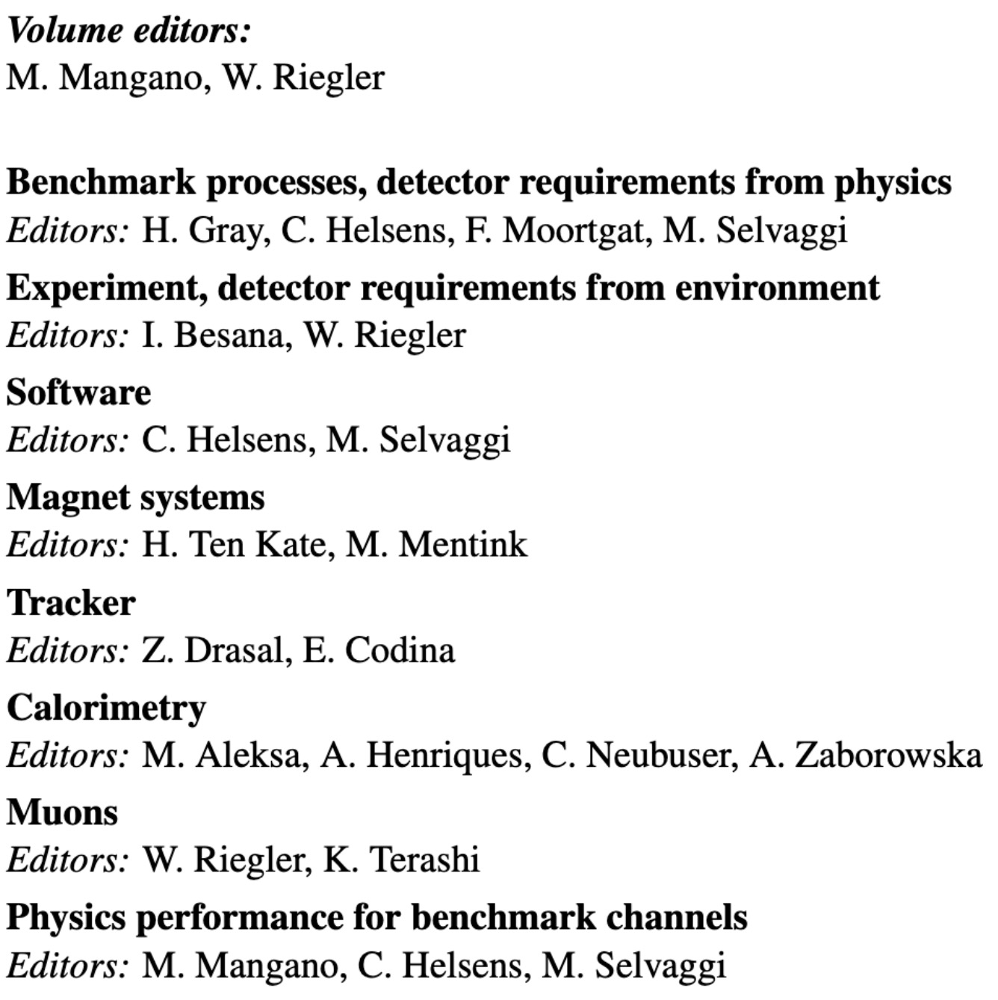 Volume editors:
M. Mangano, W. Riegler
Benchmark processes, detector requirements from physics
Editors: H. Gray, C. Helsens, F. Moortgat, M. Selvaggi
Experiment, detector requirements from environment
Editors: I. Besana, W. Riegler
Software
Editors: C. Helsens, M. Selvaggi
Magnet systems
Editors: H. Ten Kate, M. Mentink
Tracker
Editors: Z. Drasal, E. Codina
Calorimetry
Editors: M. Aleksa, A. Henriques, C. Neubuser, A. Zaborowska
Muons
Editors: W. Riegler, K. Terashi
Physics performance for benchmark channels
Editors: M. Mangano, C. Helsens, M. Selvaggi